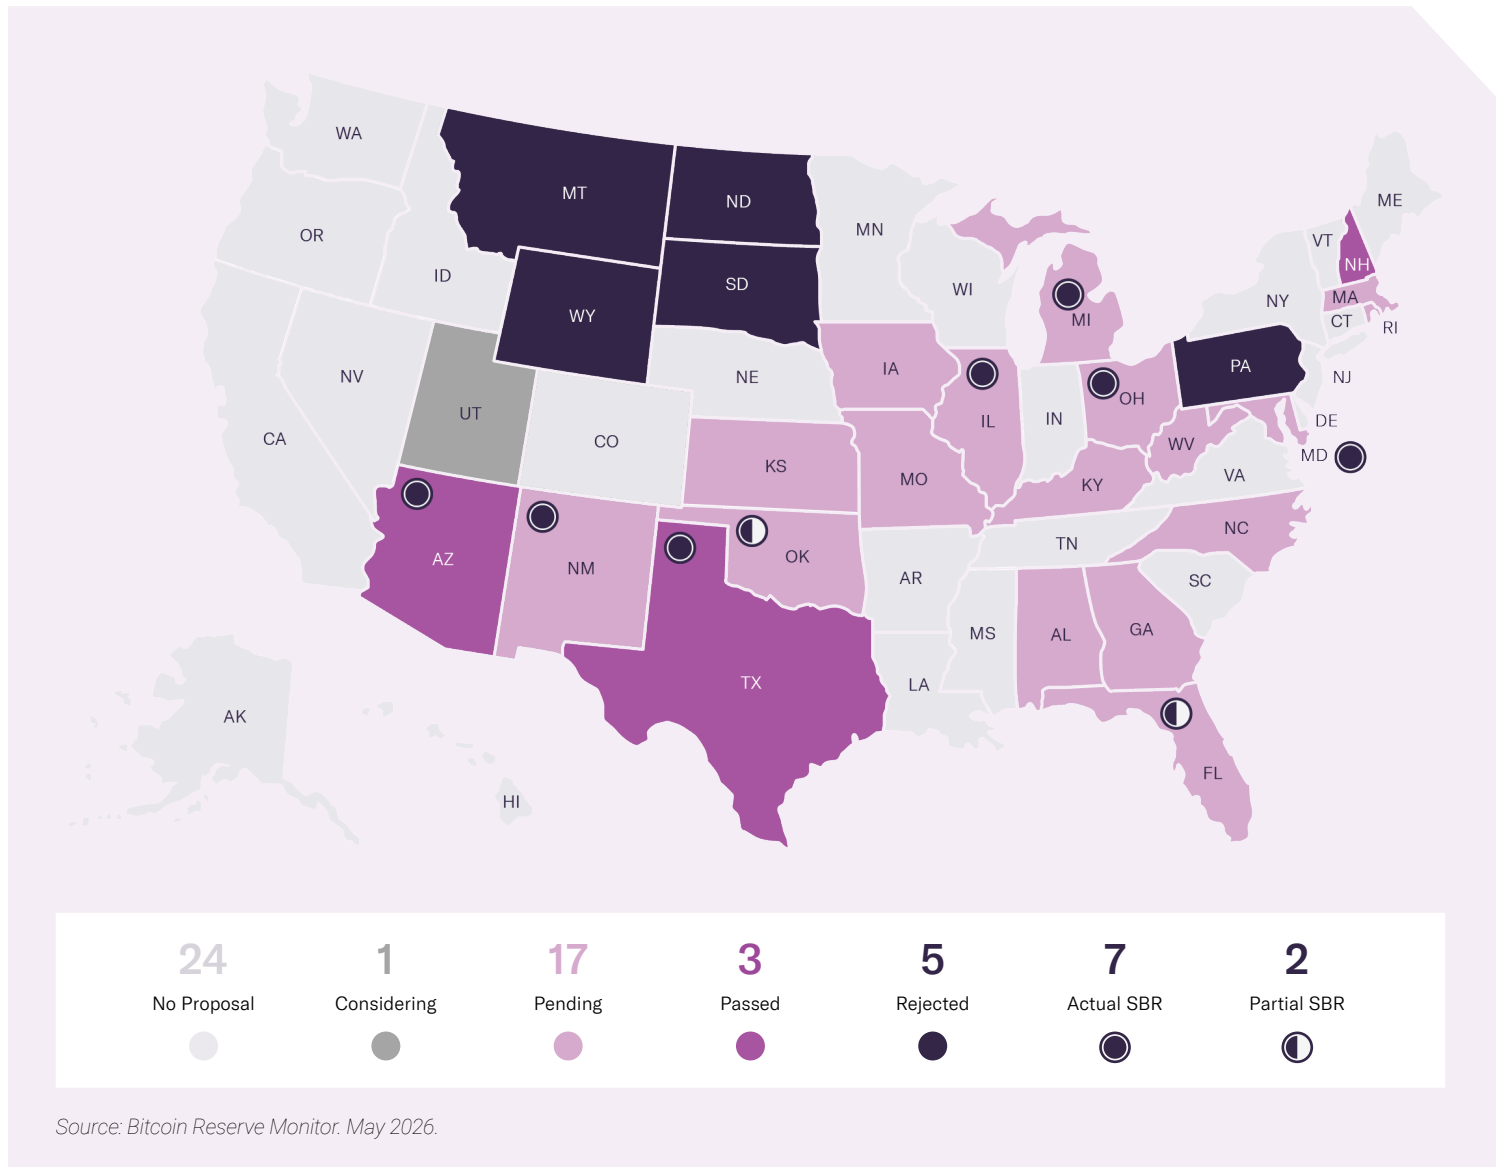 WA
MT
ND
MN
ME
OR
ID
SD
WI
VT
NH
WY
MI
NY
MA
CT
RI
NV
UT
NE
IA
PA
NJ
CA
CO
KS
MO
IL
IN
OH
WV
DE
MD
KY
VA
AZ
NM
OK
TN
NC
AR
SC
MS
AL
GA
TX
LA
AK
HI
FL
24
No Proposal
1
Considering
17
Pending
3
Passed
5
Rejected
7
Actual SBR
2
Partial SBR
Source: Bitcoin Reserve Monitor. May 2026.